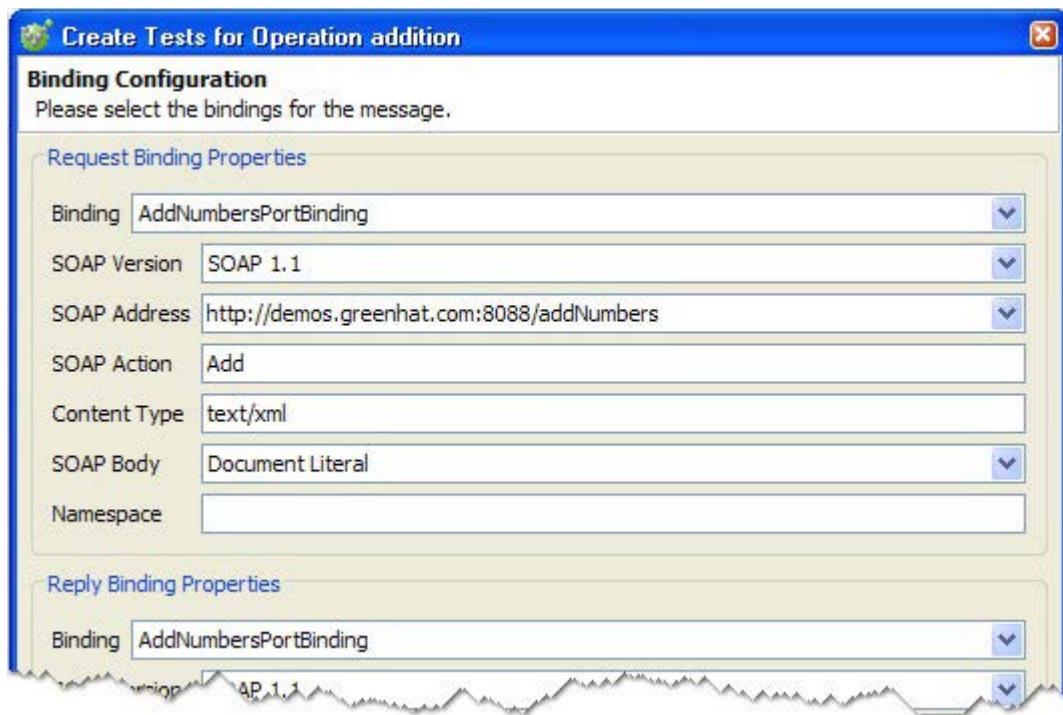 Create Tests for Operation addition
Binding Configuration
Please select the bindings for the message.
Request Binding Properties
Binding AddNumbersPortBinding
SOAP Version SOAP 1.1
SOAP Address http://demos.greenhat.com:8088/addNumbers
SOAP Action Add
Content Type text/xml
SOAP Body Document Literal
Namespace
Reply Binding Properties
Binding AddNumbersPortBinding